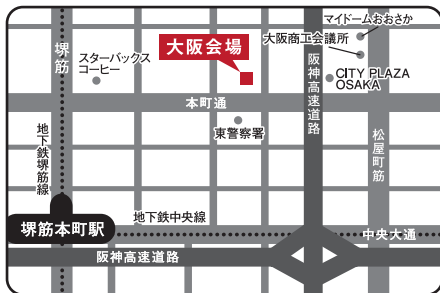 マイドームおおさか
大阪商工会議所
堺筋
スターバックス
コーヒー
大阪会場
阪神高速道路
CITY PLAZA
OSAKA
本町通
東警察署
地下鉄堺筋線
松屋町筋
堺筋本町駅
地下鉄中央線
中央大通
阪神高速道路